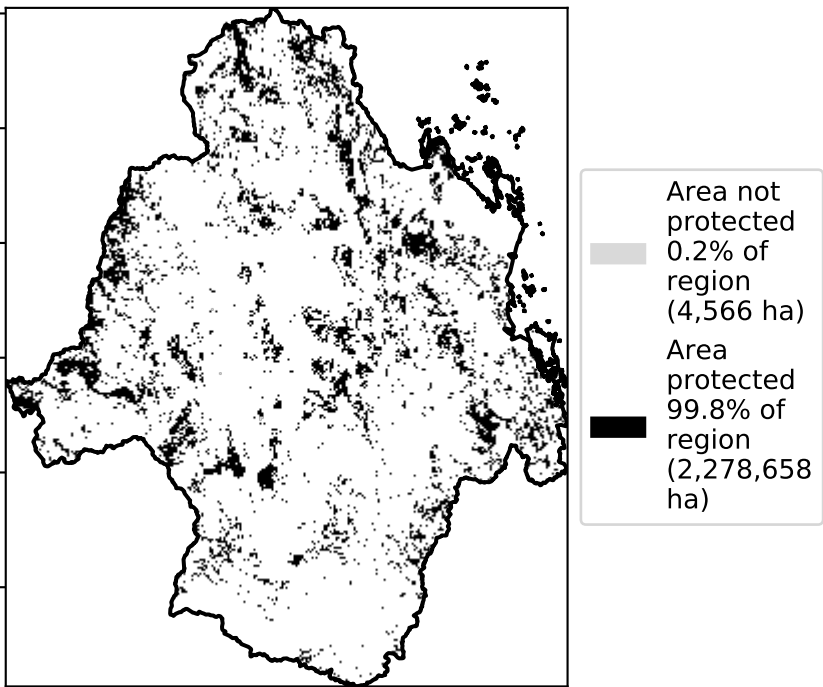 Area not
protected
0.2% of
region
(4,566 ha)
Area
protected
99.8% of
region
(2,278,658
ha)